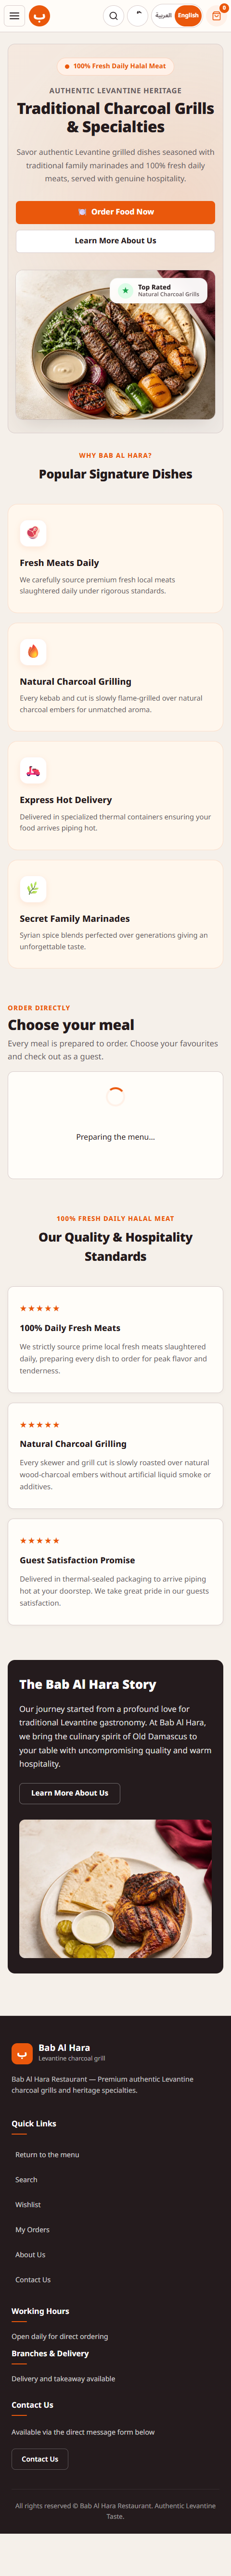 ب
العربية
English
0
100% Fresh Daily Halal Meat
AUTHENTIC LEVANTINE HERITAGE
Traditional Charcoal Grills
& Specialties
Savor authentic Levantine grilled dishes seasoned with
traditional family marinades and 100% fresh daily
meats, served with genuine hospitality.
Order Food Now
Learn More About Us
Top Rated
Natural Charcoal Grills
WHY BAB AL HARA?
Popular Signature Dishes
Fresh Meats Daily
We carefully source premium fresh local meats
slaughtered daily under rigorous standards.
Natural Charcoal Grilling
Every kebab and cut is slowly flame-grilled over natural
charcoal embers for unmatched aroma.
Express Hot Delivery
Delivered in specialized thermal containers ensuring your
food arrives piping hot.
Secret Family Marinades
Syrian spice blends perfected over generations giving an
unforgettable taste.
ORDER DIRECTLY
Choose your meal
Every meal is prepared to order. Choose your favourites
and check out as a guest.
Preparing the menu...
100% FRESH DAILY HALAL MEAT
Our Quality & Hospitality
Standards
★★★★★
100% Daily Fresh Meats
We strictly source prime local fresh meats slaughtered
daily, preparing every dish to order for peak flavor and
tenderness.
★★★★★
Natural Charcoal Grilling
Every skewer and grill cut is slowly roasted over natural
wood-charcoal embers without artificial liquid smoke or
additives.
★★★★★
Guest Satisfaction Promise
Delivered in thermal-sealed packaging to arrive piping
hot at your doorstep. We take great pride in our guests
satisfaction.
The Bab Al Hara Story
Our journey started from a profound love for
traditional Levantine gastronomy. At Bab Al Hara,
we bring the culinary spirit of Old Damascus to
your table with uncompromising quality and warm
hospitality.
Learn More About Us
ب
Bab Al Hara
Levantine charcoal grill
Bab Al Hara Restaurant — Premium authentic Levantine
charcoal grills and heritage specialties.
Quick Links
Return to the menu
Search
Wishlist
My Orders
About Us
Contact Us
Working Hours
Open daily for direct ordering
Branches & Delivery
Delivery and takeaway available
Contact Us
Available via the direct message form below
Contact Us
All rights reserved © Bab Al Hara Restaurant. Authentic Levantine
Taste.